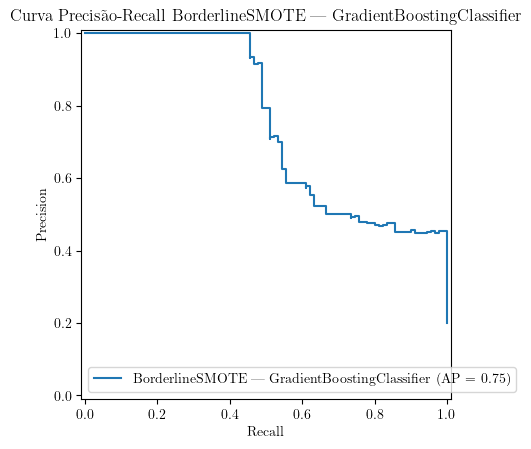 Curva Precisão-Recall BorderlineSMOTE — GradientBoostingClassifier
1.0
0.8
0.6
0.4
0.2
0.0
Precision
BorderlineSMOTE — GradientBoostingClassifier (AP = 0.75)
0.0 0.2 0.4 0.6 0.8 1.0
Recall